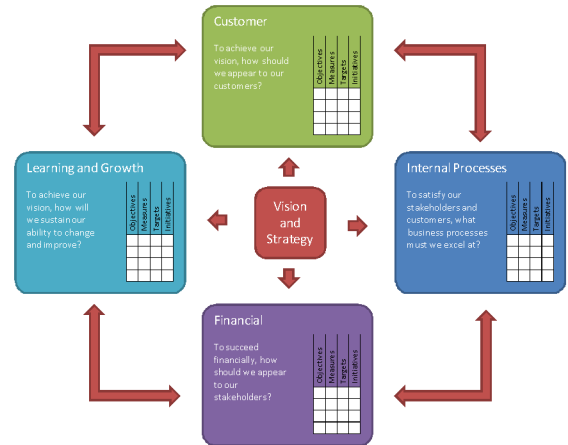 Customer
To achieve our
vision, how should
we appear to our
customers?
Objectives
Measures
Targets
Initiatives
Learning and Growth
To achieve our
vision, how will
we sustain our
ability to change
and improve?
Objectives
Measures
Targets
Initiatives
Vision
and
Strategy
Internal Processes
To satisfy our
stakeholders and
customers, what
business processes
must we excel at?
Objectives
Measures
Targets
Initiatives
Financial
To succeed
financially, how
should we appear
to our
stakeholders?
Objectives
Measures
Targets
Initiatives